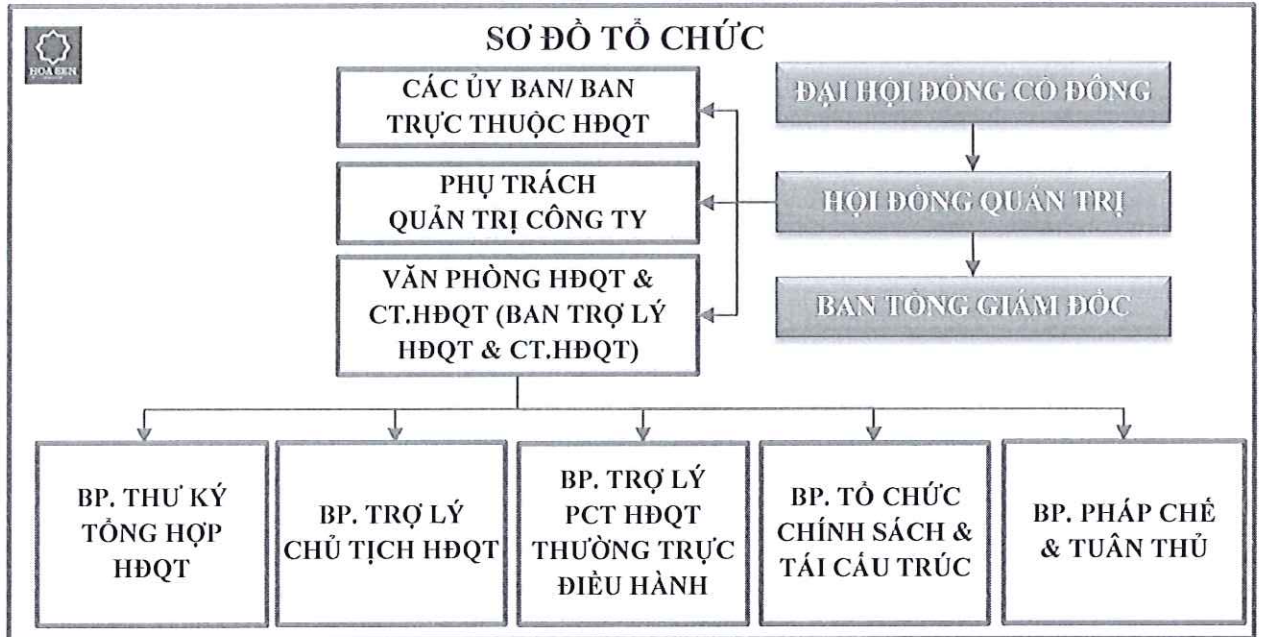 SƠ ĐỒ TỔ CHỨC
HOA SEN
CÁC ỦY BAN/ BAN
TRỰC THUỘC HĐQT
ĐẠI HỘI ĐỒNG CỔ ĐÔNG
PHỤ TRÁCH
QUẢN TRỊ CÔNG TY
HỘI ĐỒNG QUẢN TRỊ
VĂN PHÒNG HĐQT &
CT.HĐQT (BAN TRỢ LÝ
HĐQT & CT.HĐQT)
BAN TỔNG GIÁM ĐỐC
BP. THƯ KÝ
TỔNG HỢP
HĐQT
BP. TRỢ LÝ
CHỦ TỊCH HĐQT
BP. TRỢ LÝ
PCT HĐQT
THƯỜNG TRỰC
ĐIỀU HÀNH
BP. TỔ CHỨC
CHÍNH SÁCH &
TÁI CẤU TRÚC
BP. PHÁP CHẾ
& TUÂN THỦ